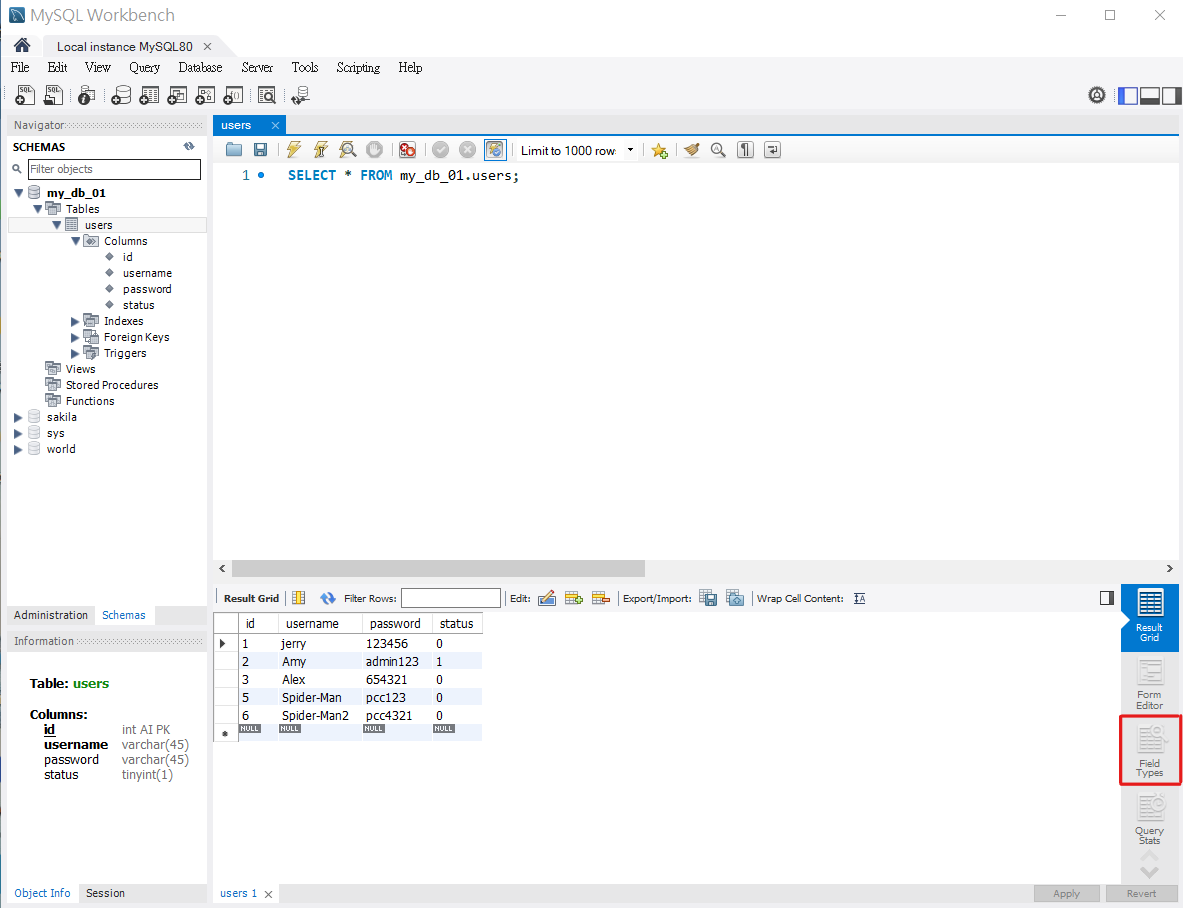 MySQL Workbench
Local instance MySQL80
File Edit View Query Database Server Tools Scripting Help
Navigator
SCHEMAS
Filter objects
my_db_01
Tables
users
Columns
id
username
password
status
Indexes
Foreign Keys
Triggers
Views
Stored Procedures
Functions
sakila
sys
world
Administration Schemas
Information
Table: users
Columns:
id int AI PK
username varchar(45)
password varchar(45)
status tinyint(1)
Object Info Session
users
Limit to 1000 row
1 SELECT * FROM my_db_01.users;
Result Grid Filter Rows: Edit: Export/Import: Wrap Cell Content:
id username password status
1 jerry 123456 0
2 Amy admin123 1
3 Alex 654321 0
5 Spider-Man pcc123 0
6 Spider-Man2 pcc4321 0
NULL NULL NULL NULL
Result
Grid
Form
Editor
Field
Types
Query
Stats
users 1
Apply Revert